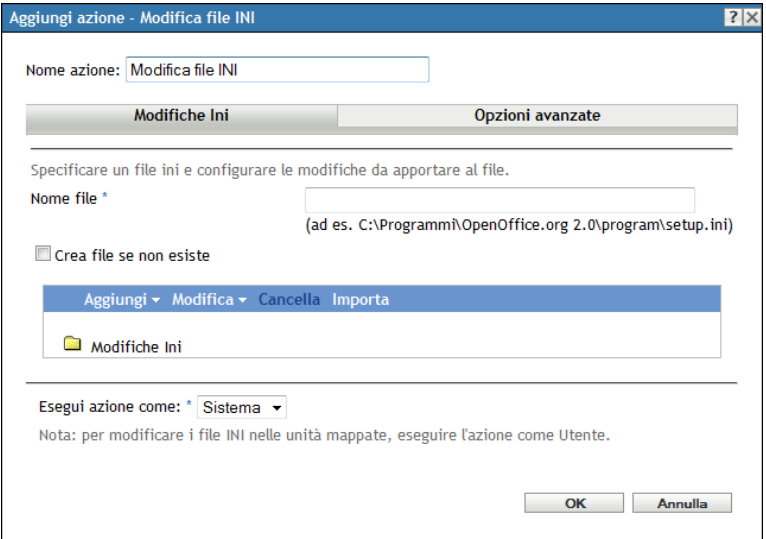 Aggiungi azione - Modifica file INI
Nome azione: Modifica file INI
Modifiche Ini Opzioni avanzate
Specificare un file ini e configurare le modifiche da apportare al file.
Nome file *
(ad es. C:\Programmi\OpenOffice.org 2.0\program\setup.ini)
Crea file se non esiste
Aggiungi Modifica Cancella Importa
Modifiche Ini
Esegui azione come: * Sistema
Nota: per modificare i file INI nelle unità mappate, eseguire l'azione come Utente.
OK Annulla